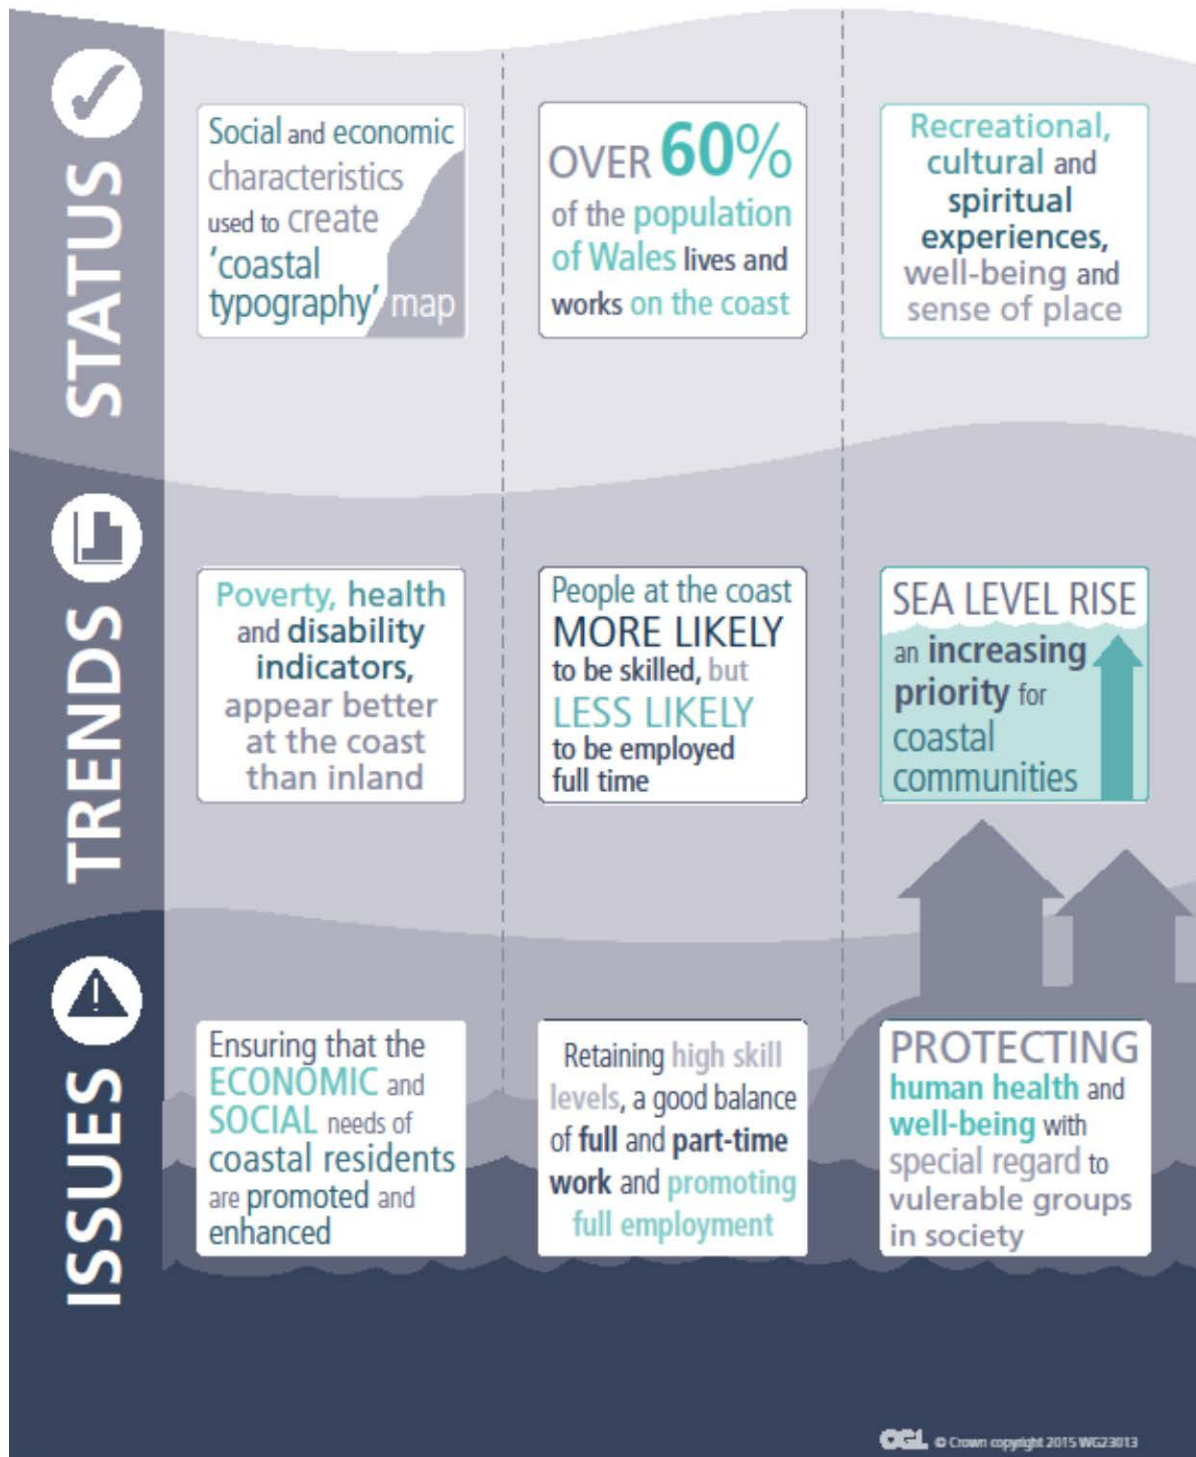 STATUS
Social and economic
characteristics
used to create
'coastal
typography' map
OVER 60%
of the population
of Wales lives and
works on the coast
Recreational,
cultural and
spiritual
experiences,
well-being and
sense of place
TRENDS
Poverty, health
and disability
indicators,
appear better
at the coast
than inland
People at the coast
MORE LIKELY
to be skilled, but
LESS LIKELY
to be employed
full time
SEA LEVEL RISE
an increasing
priority for
coastal
communities
ISSUES
Ensuring that the
ECONOMIC and
SOCIAL needs of
coastal residents
are promoted and
enhanced
Retaining high skill
levels, a good balance
of full and part-time
work and promoting
full employment
PROTECTING
human health and
well-being with
special regard to
vulerable groups
in society
OGL © Crown copyright 2015 WG23013